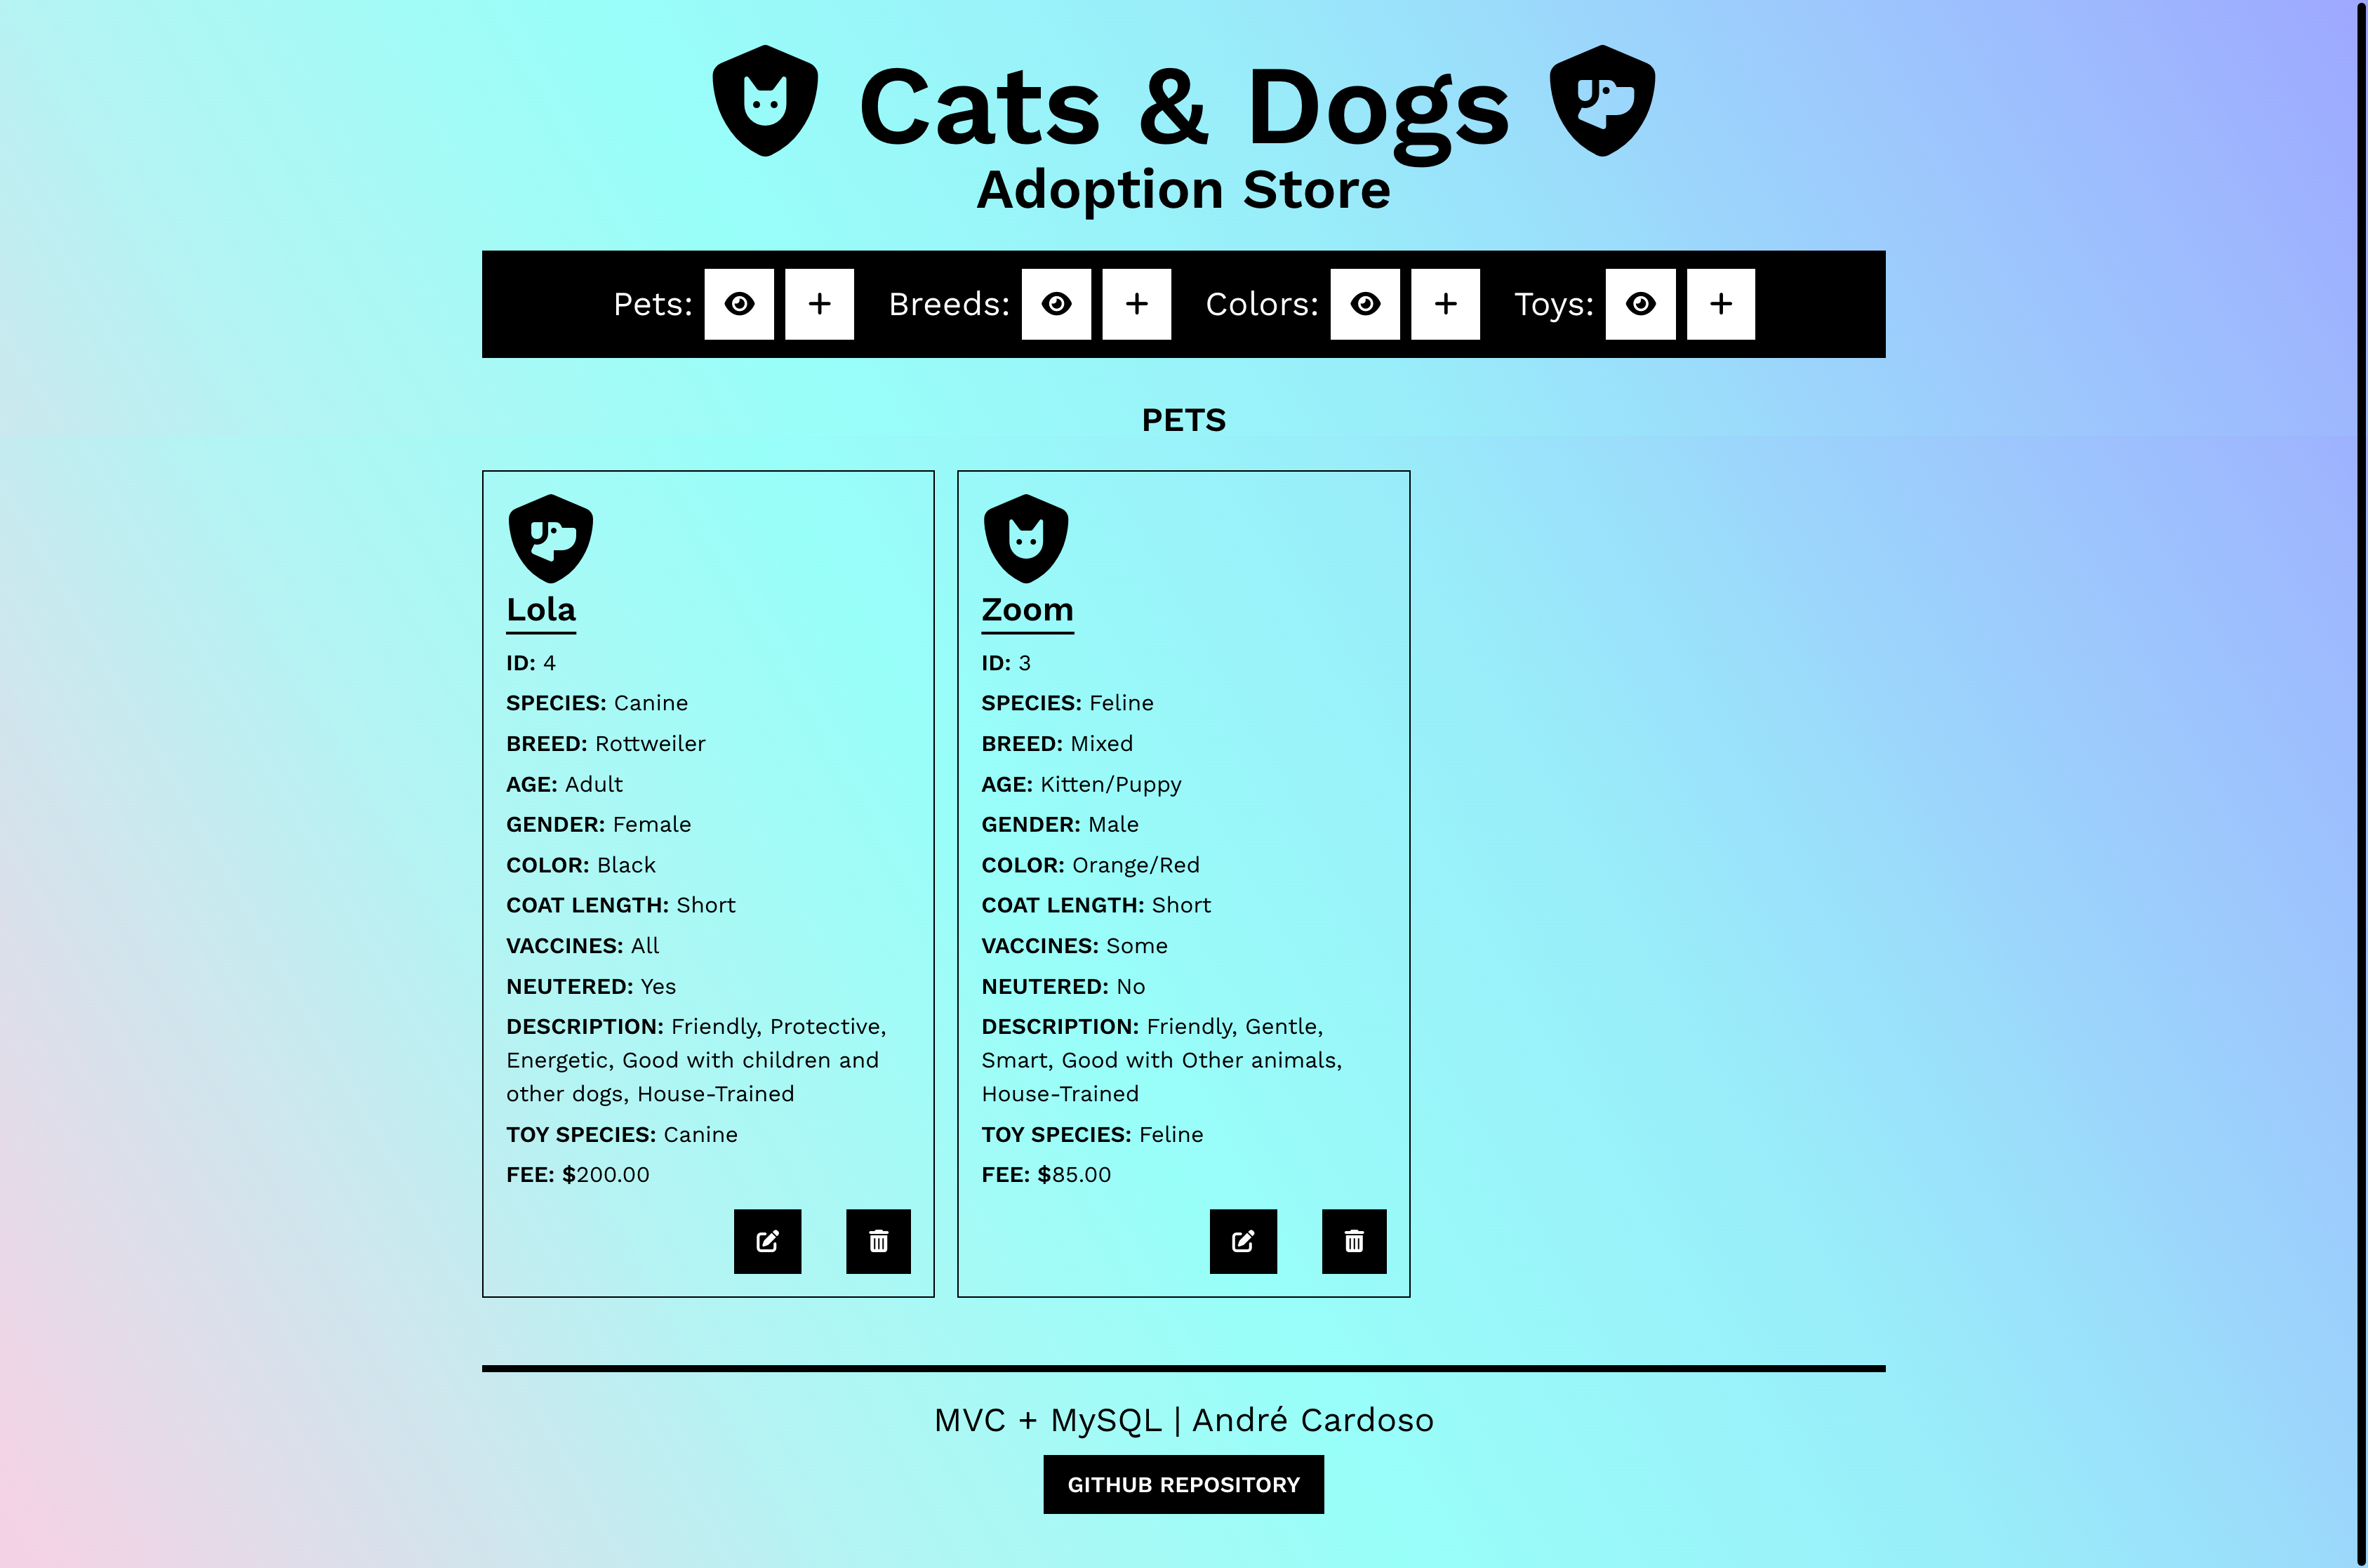 Cats & Dogs
Adoption Store
Pets: Breeds: Colors: Toys:
PETS
Lola
ID: 4
SPECIES: Canine
BREED: Rottweiler
AGE: Adult
GENDER: Female
COLOR: Black
COAT LENGTH: Short
VACCINES: All
NEUTERED: Yes
DESCRIPTION: Friendly, Protective,
Energetic, Good with children and
other dogs, House-Trained
TOY SPECIES: Canine
FEE: $200.00
Zoom
ID: 3
SPECIES: Feline
BREED: Mixed
AGE: Kitten/Puppy
GENDER: Male
COLOR: Orange/Red
COAT LENGTH: Short
VACCINES: Some
NEUTERED: No
DESCRIPTION: Friendly, Gentle,
Smart, Good with Other animals,
House-Trained
TOY SPECIES: Feline
FEE: $85.00
MVC + MySQL | André Cardoso
GITHUB REPOSITORY